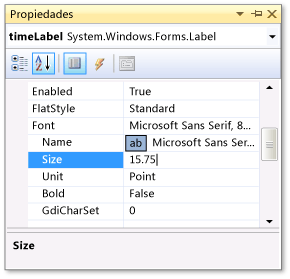 Propiedades
timeLabel System.Windows.Forms.Label
A Z
Enabled True
FlatStyle Standard
Font Microsoft Sans Serif, 8...
Name ab Microsoft Sans Ser...
Size 15.75
Unit Point
Bold False
GdiCharSet 0
Size